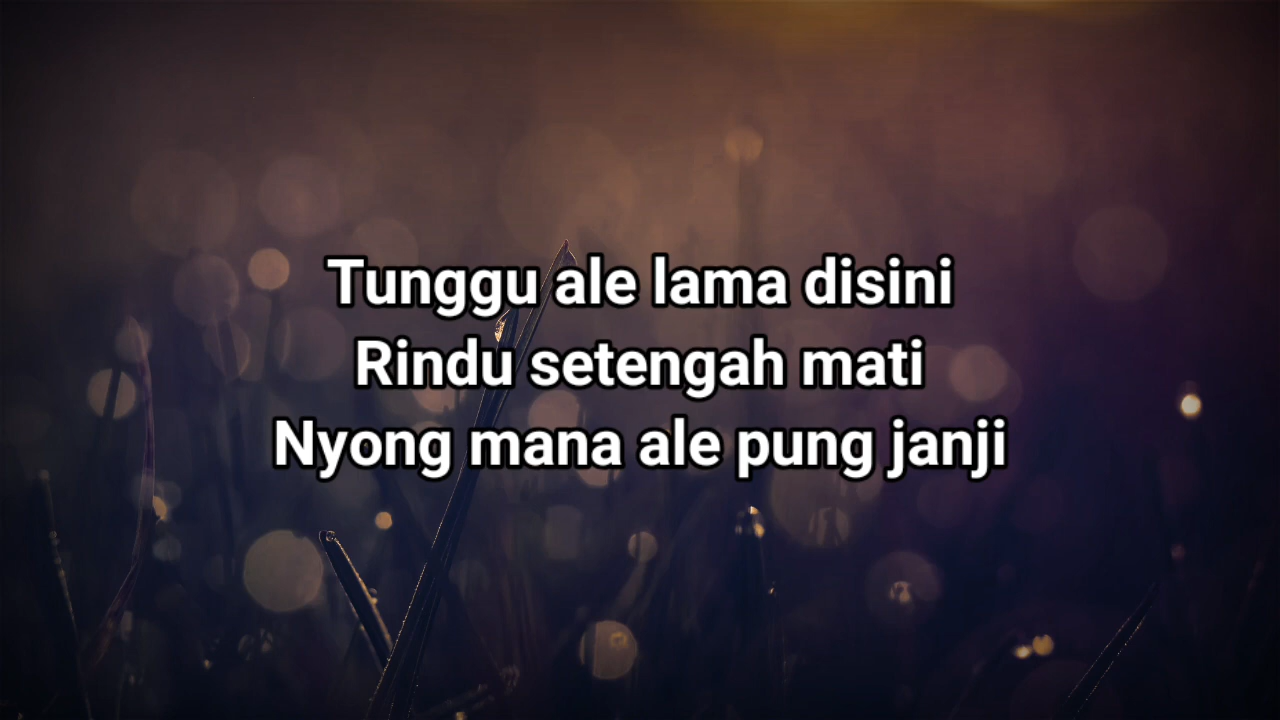 Tunggu ale lama disini
Rindu setengah mati
Nyong mana ale pung janji